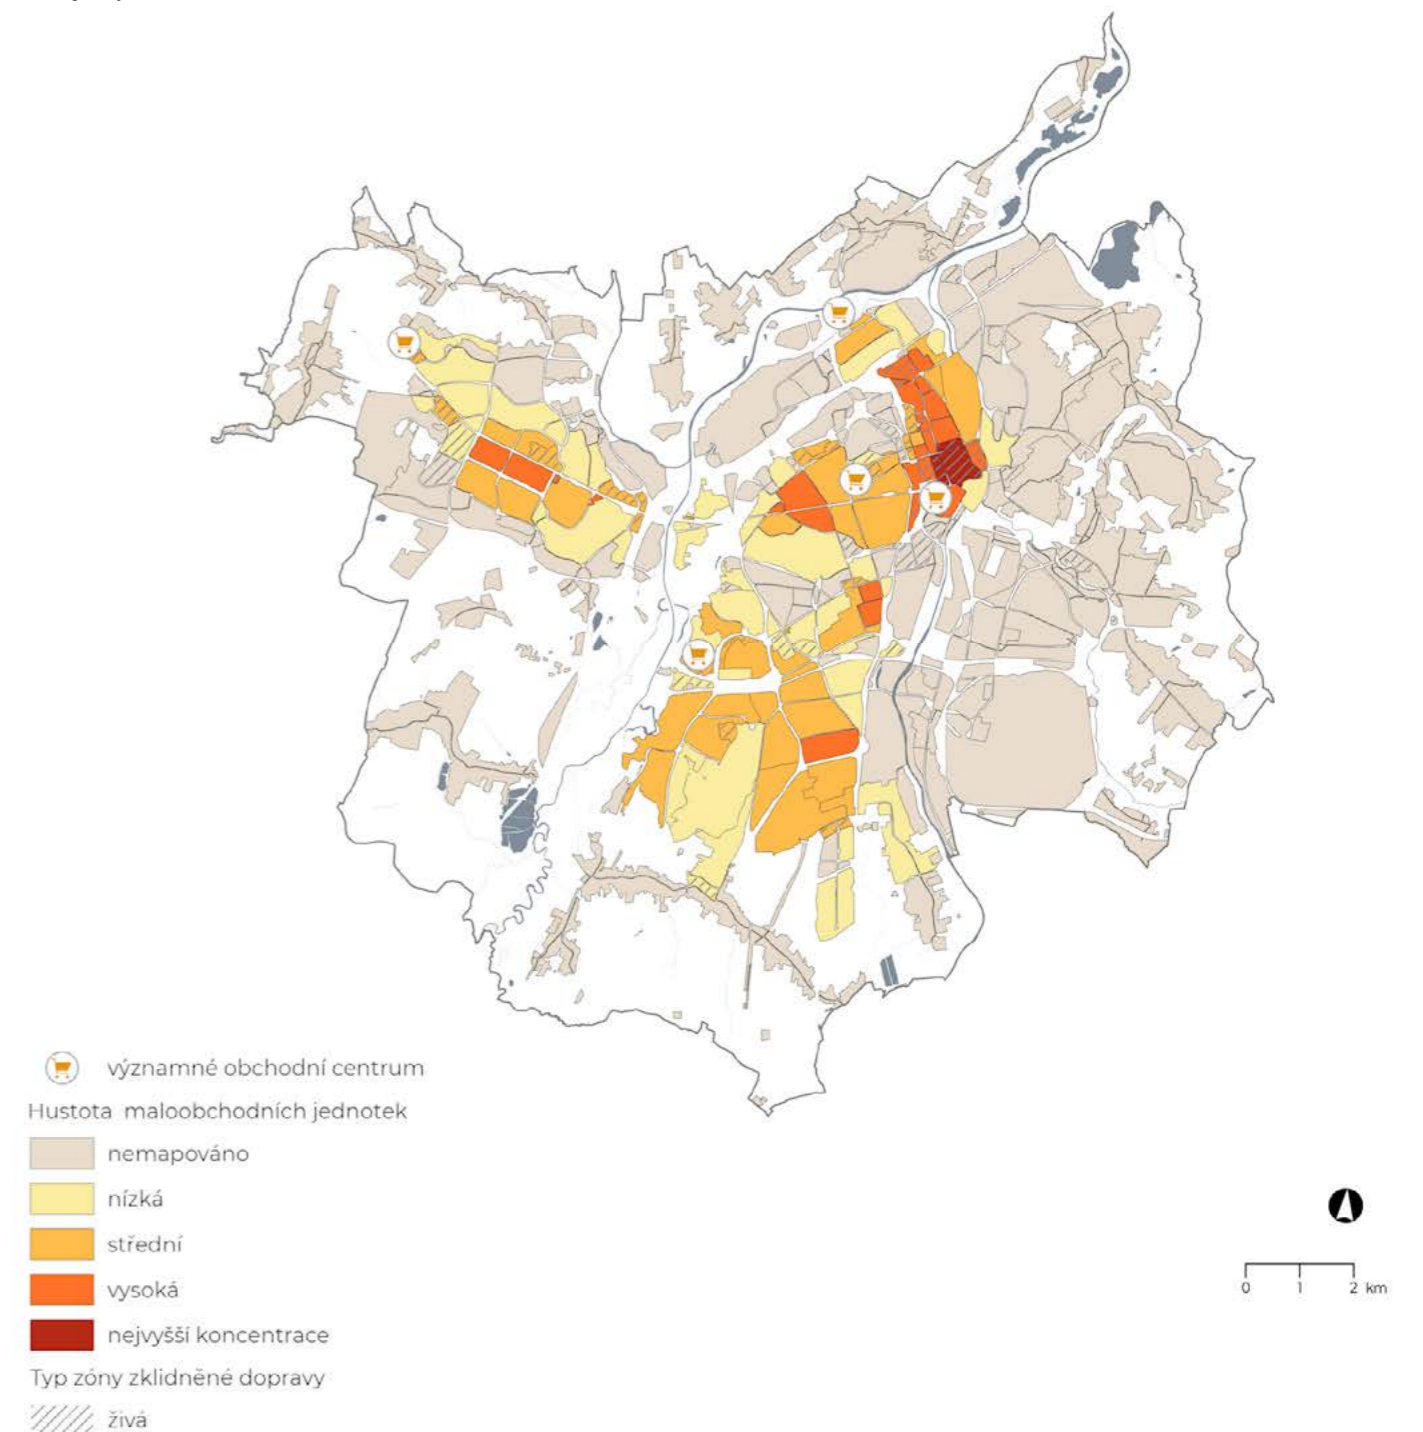 významné obchodní centrum
Hustota maloobchodních jednotek
nemapováno
nízká
střední
vysoká
nejvyšší koncentrace
Typ zóny zklidněné dopravy
živá
0 1 2 km